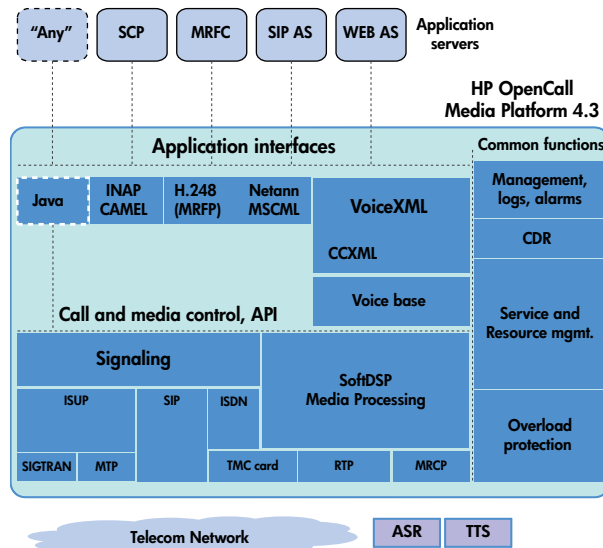 “Any”
SCP
MRFC
SIP AS
WEB AS
Application
servers
HP OpenCall
Media Platform 4.3
Application interfaces
Common functions
Java
INAP
CAMEL
H.248
(MRFP)
Netann
MSCML
VoiceXML
CCXML
Voice base
Management,
logs, alarms
CDR
Service and
Resource mgmt.
Overload
protection
Call and media control, API
Signaling
SoftDSP
Media Processing
ISUP
SIP
ISDN
SIGTRAN
MTP
TMC card
RTP
MRCP
Telecom Network
ASR
TTS